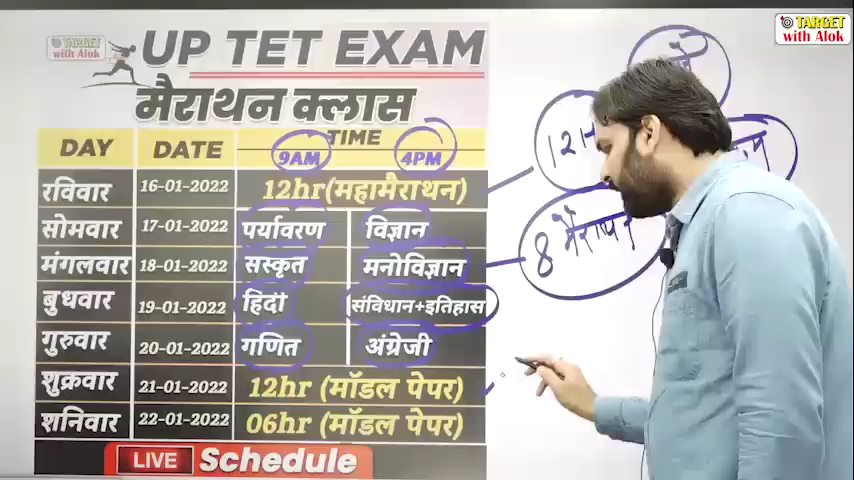 TARGET
with Alok
UP TET EXAM
मैराथन क्लास
DAY DATE TIME
9AM 4PM
रविवार 16-01-2022 12hr(महामैराथन)
सोमवार 17-01-2022 पर्यावरण विज्ञान
मंगलवार 18-01-2022 सस्कृत मनोविज्ञान
बुधवार 19-01-2022 हिंदी संविधान+इतिहास
गुरुवार 20-01-2022 गणित अंग्रेजी
शुक्रवार 21-01-2022 12hr (मॉडल पेपर)
शनिवार 22-01-2022 06hr (मॉडल पेपर)
LIVE Schedule
8 मैराथन
TARGET
with Alok